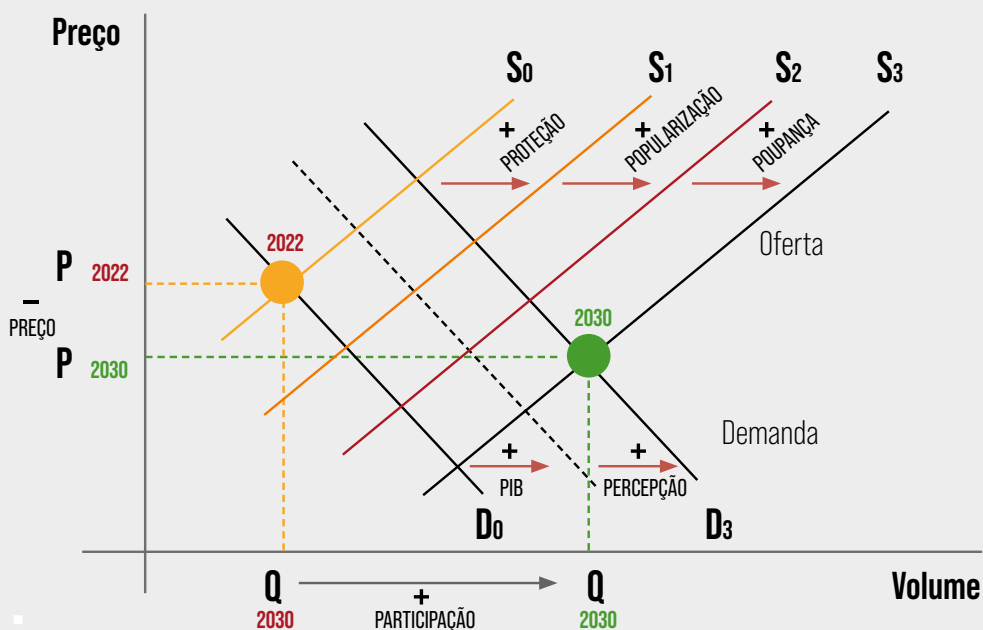 Preço
S0
S1
S2
S3
+
PROTEÇÃO
+
POPULARIZAÇÃO
+
POUPANÇA
2022
Oferta
P 2022
–
PREÇO
P 2030
2030
Demanda
+
PIB
+
PERCEPÇÃO
D0
D3
Q
2030
+
PARTICIPAÇÃO
Q
2030
Volume